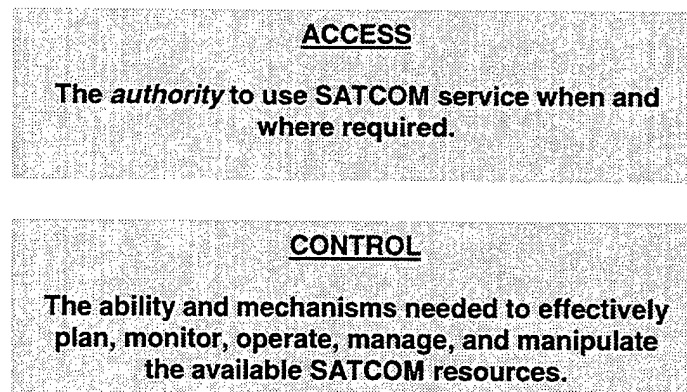 ACCESS
The authority to use SATCOM service when and
where required.
CONTROL
The ability and mechanisms needed to effectively
plan, monitor, operate, manage, and manipulate
the available SATCOM resources.